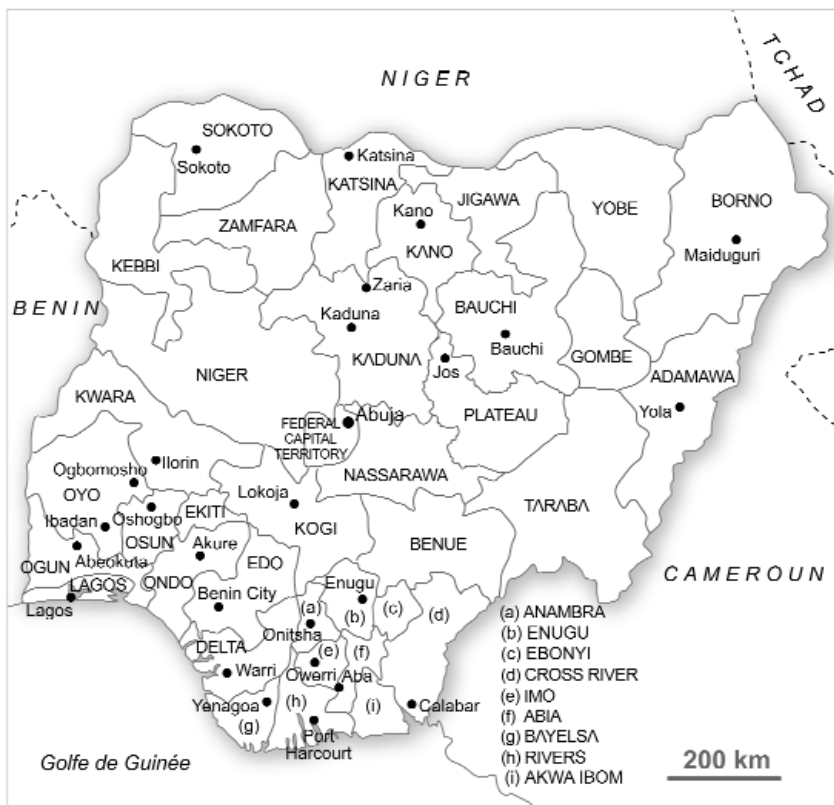 NIGER
TCHAD
SOKOTO
Sokoto
Katsina
KATSINA
JIGAWA
YOBE
BORNO
ZAMFARA
Kano
KANO
Maiduguri
KEBBI
Zaria
BENIN
Kaduna
BAUCHI
Bauchi
KADUNA
GOMBE
NIGER
Jos
ADAMAWA
KWARA
Yola
PLATEAU
Abuja
FEDERAL
CAPITAL
TERRITORY
Ilorin
NASSARAWA
Ogbomosho
OYO
Lokoja
TARABA
Ibadan
Oshogbo
EKITI
KOGI
OSUN
Akure
EDO
BENUE
OGUN
Abeokuta
LAGOS
ONDO
CAMEROUN
Lagos
Benin City
Enugu
(a)
(b)
(c)
(d)
Onitsha
DELTA
(e)
(f)
Warri
Owerri
Aba
Yenagoa
(g)
(h)
(i)
Calabar
Port
Harcourt
Golfe de Guinée
(a) ANAMBRA
(b) ENUGU
(c) EBONYI
(d) CROSS RIVER
(e) IMO
(f) ABIA
(g) BAYELSA
(h) RIVERS
(i) AKWA IBOM
200 km